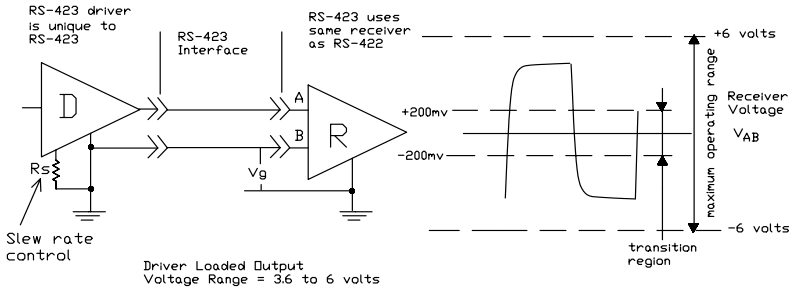 RS-423 driver
is unique to
RS-423
RS-423
Interface
RS-423 uses
same receiver
as RS-422
D
A
B
R
Rs
Vg
Slew rate
control
Driver Loaded Output
Voltage Range = 3.6 to 6 volts
+6 volts
+200mv
-200mv
-6 volts
maximum operating range
Receiver
Voltage
VAB
transition
region